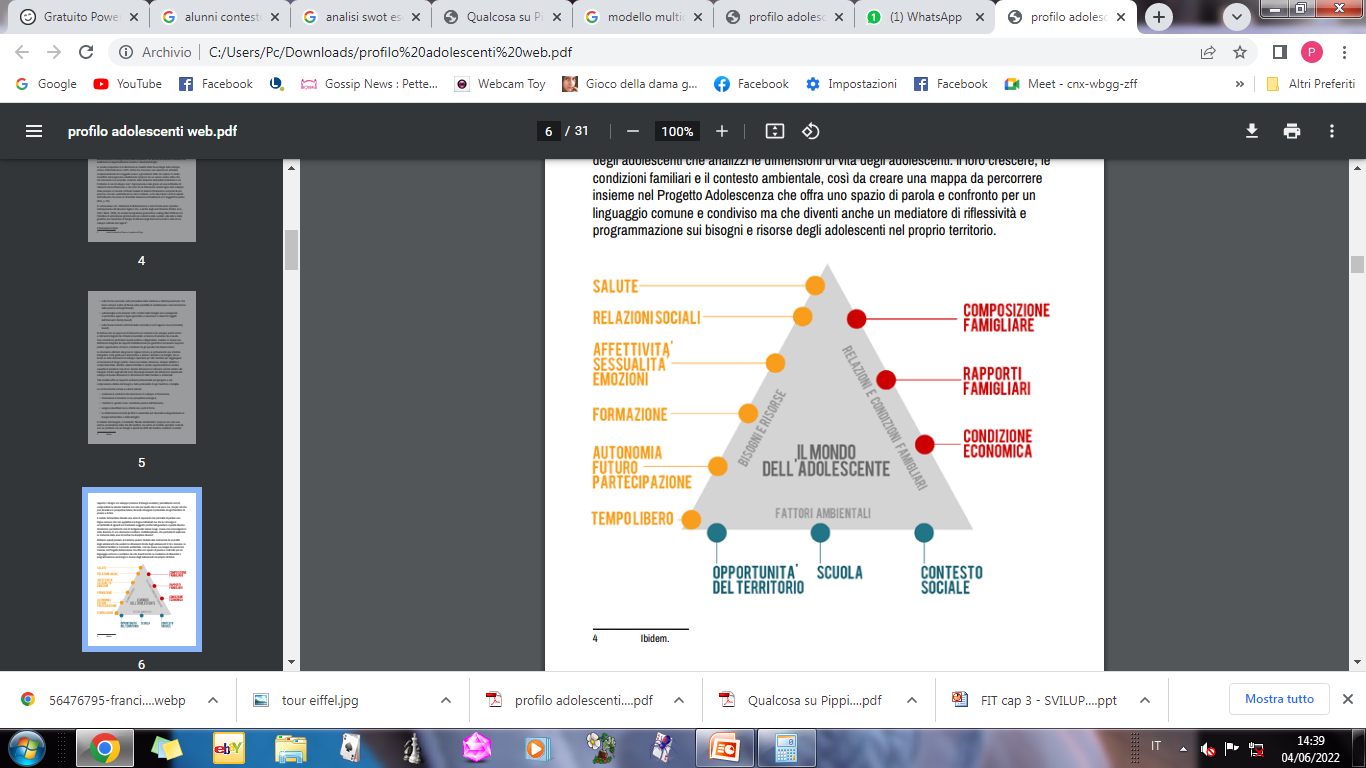 Gratuito Powe
alunni contest
analisi swot es
Qualcosa su Pi
modello multi
profilo adolesc
(1) WhatsApp
profilo adolesc
Archivio
C:/Users/Pc/Downloads/profilo%20adolescenti%20web.pdf
P
Google
YouTube
Facebook
Gossip News : Pette...
Webcam Toy
Gioco della dama g...
Facebook
Impostazioni
Facebook
Meet - cnx-wbgg-zff
»
Altri Preferiti
profilo adolescenti web.pdf
6 / 31
100%
4
5
6
degli adolescenti che analizzi le dimensioni di vita degli adolescenti: il loro crescere, le
condizioni familiari e il contesto ambientale, possa creare una mappa da percorrere
insieme nel Progetto Adolescenza che offra uno spazio di parola e confronto per un
linguaggio comune e condiviso ma che diventi anche un mediatore di riflessività e
programmazione sui bisogni e risorse degli adolescenti nel proprio territorio.
SALUTE
RELAZIONI SOCIALI
AFFETTIVITA'
SESSUALITA'
EMOZIONI
FORMAZIONE
AUTONOMIA
FUTURO
PARTECIPAZIONE
TEMPO LIBERO
BISOGNI E RISORSE
RELAZIONI E CONDIZIONI FAMIGLIARI
IL MONDO
DELL'ADOLESCENTE
FATTORI AMBIENTALI
COMPOSIZIONE
FAMIGLIARE
RAPPORTI
FAMIGLIARI
CONDIZIONE
ECONOMICA
OPPORTUNITA'
DEL TERRITORIO
SCUOLA
CONTESTO
SOCIALE
4 Ibidem.
56476795-franci....webp
tour eiffel.jpg
profilo adolescenti....pdf
Qualcosa su Pippi....pdf
FIT cap 3 - SVILUP....ppt
Mostra tutto
IT
14:39
04/06/2022